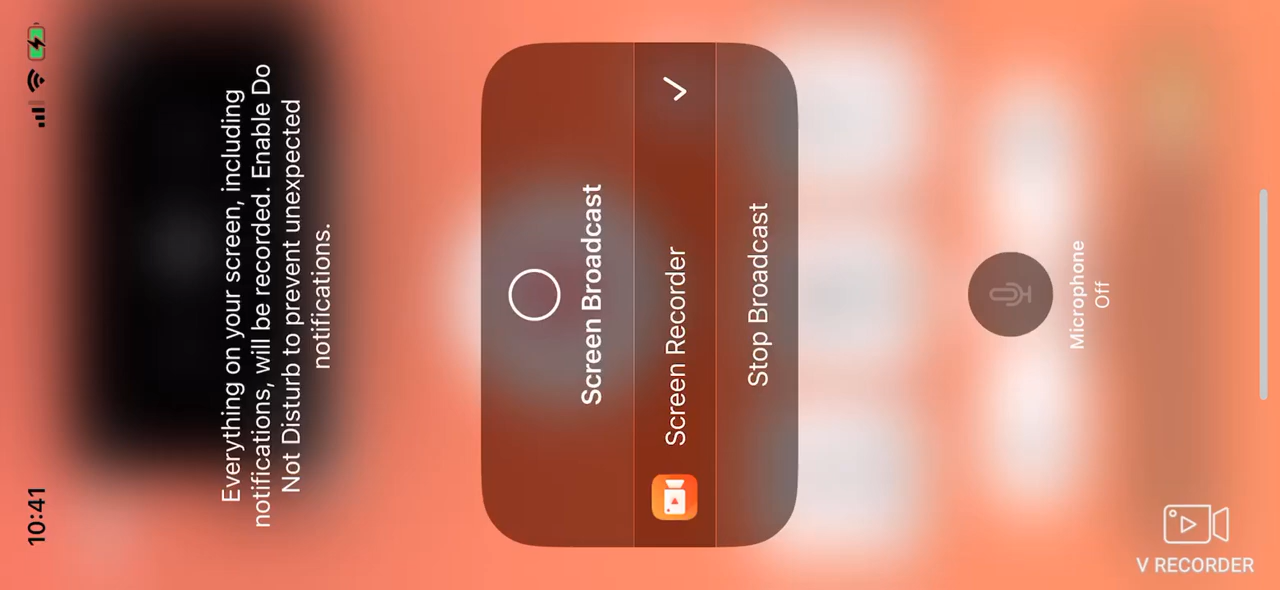 10:41
Everything on your screen, including
notifications, will be recorded. Enable Do
Not Disturb to prevent unexpected
notifications.
Screen Broadcast
Screen Recorder
Stop Broadcast
Microphone
Off
V RECORDER